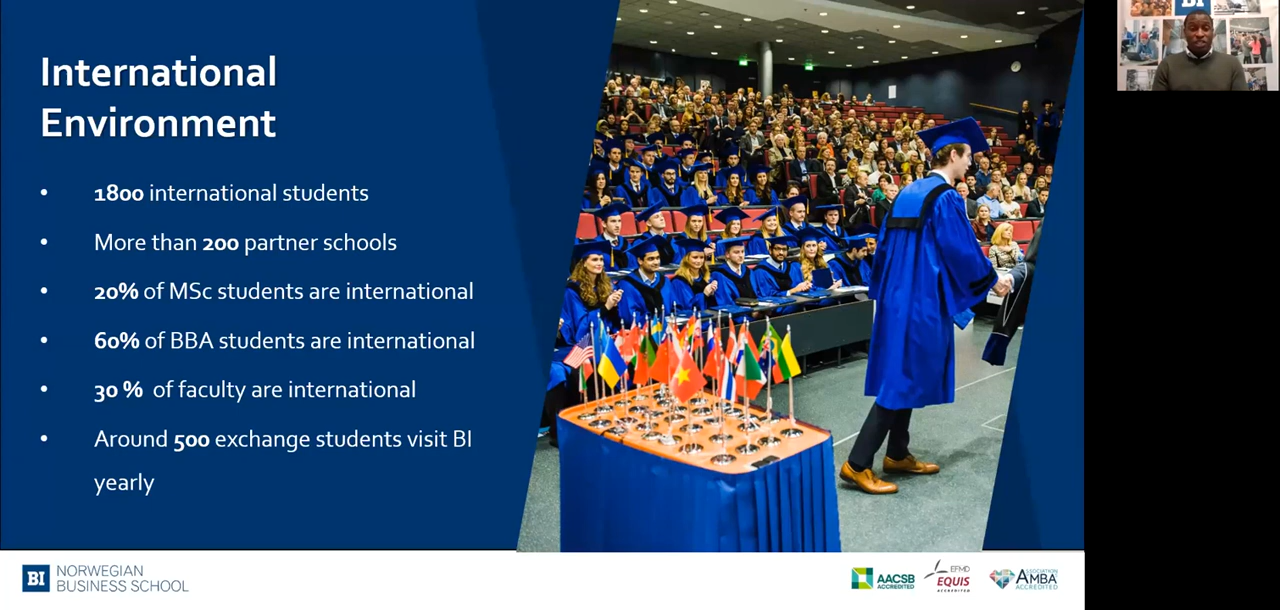 International
Environment
• 1800 international students
• More than 200 partner schools
• 20% of MSc students are international
• 60% of BBA students are international
• 30 % of faculty are international
• Around 500 exchange students visit BI
yearly
BI
BI NORWEGIAN
BUSINESS SCHOOL
AACSB
ACCREDITED
EFMD
EQUIS
ACCREDITED
ASSOCIATION
AMBA
ACCREDITED